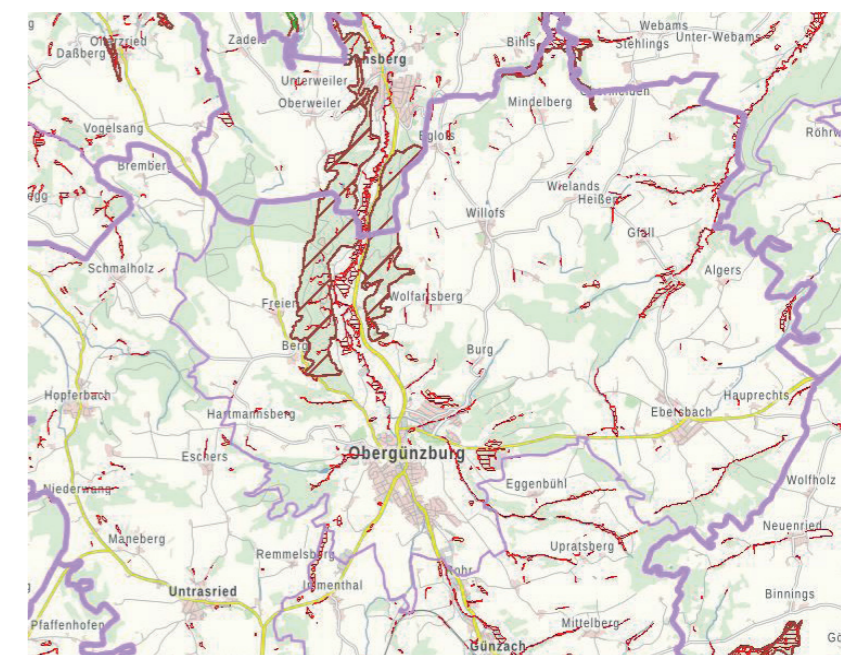 Webams
Bihls
Stehlings
Unter-Webams
Zadels
Daßberg
Unterweiler
Oberweiler
Mindelberg
Vogelsang
Eglofs
Bremberg
Wielands
Heißen
Willofs
Gfäll
Schmalholz
Algers
Freien
Wolfartsberg
Berg
Burg
Hopferbach
Hauprechts
Hartmannsberg
Ebersbach
Obergünzburg
Eschers
Wolfholz
Eggenbühl
Niederwang
Neuenried
Maneberg
Remmelsberg
Upratsberg
Rohr
Immenthal
Untrasried
Binnings
Pfaffenhofen
Mittelberg
Günzach